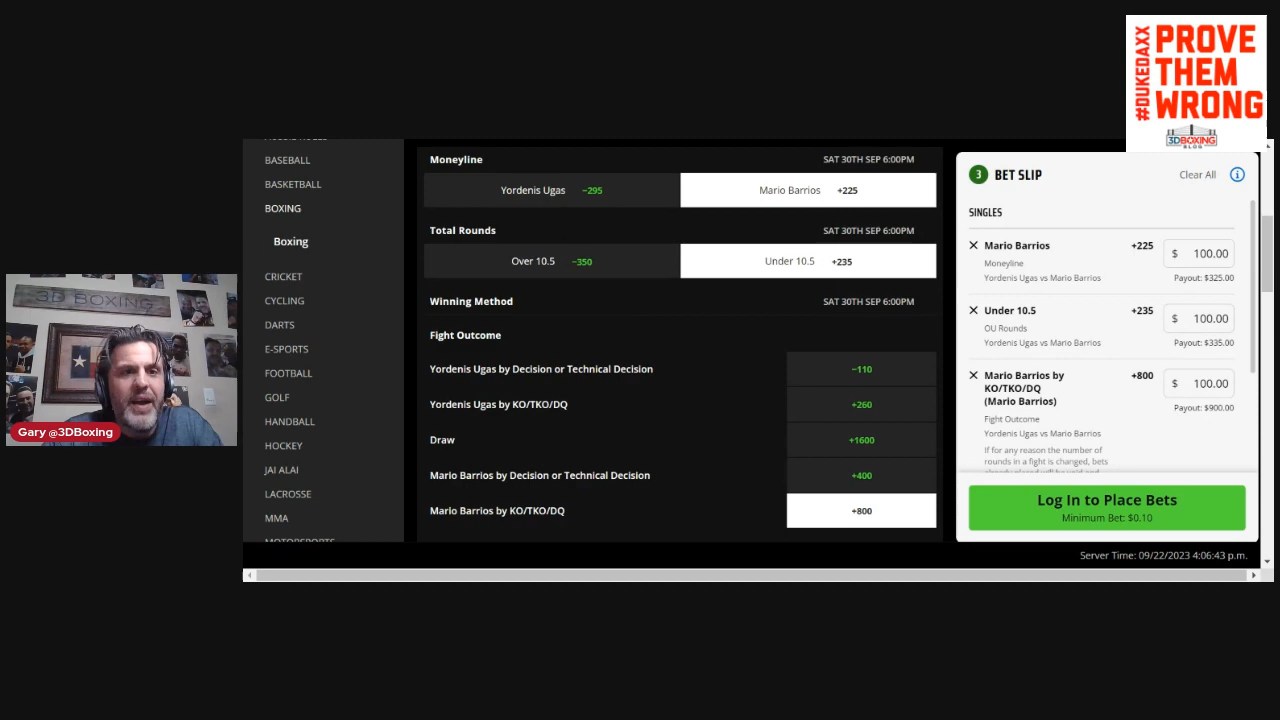 #DUKEDAXX
PROVE
THEM
WRONG
3DBOXING
BLOG
BASEBALL
BASKETBALL
BOXING
Boxing
CRICKET
CYCLING
DARTS
E-SPORTS
FOOTBALL
GOLF
HANDBALL
HOCKEY
JAI ALAI
LACROSSE
MMA
MOTORSPORTS
Moneyline SAT 30TH SEP 6:00PM
Yordenis Ugas −295 Mario Barrios +225
Total Rounds SAT 30TH SEP 6:00PM
Over 10.5 −350 Under 10.5 +235
Winning Method SAT 30TH SEP 6:00PM
Fight Outcome
Yordenis Ugas by Decision or Technical Decision −110
Yordenis Ugas by KO/TKO/DQ +260
Draw +1600
Mario Barrios by Decision or Technical Decision +400
Mario Barrios by KO/TKO/DQ +800
3 BET SLIP Clear All i
SINGLES
Mario Barrios +225 $ 100.00
Moneyline
Yordenis Ugas vs Mario Barrios Payout: $325.00
Under 10.5 +235 $ 100.00
OU Rounds
Yordenis Ugas vs Mario Barrios Payout: $335.00
Mario Barrios by +800 $ 100.00
KO/TKO/DQ
(Mario Barrios) Payout: $900.00
Fight Outcome
Yordenis Ugas vs Mario Barrios
If for any reason the number of
rounds in a fight is changed, bets
Log In to Place Bets
Minimum Bet: $0.10
Server Time: 09/22/2023 4:06:43 p.m.
3D BOXING
Gary @3DBoxing